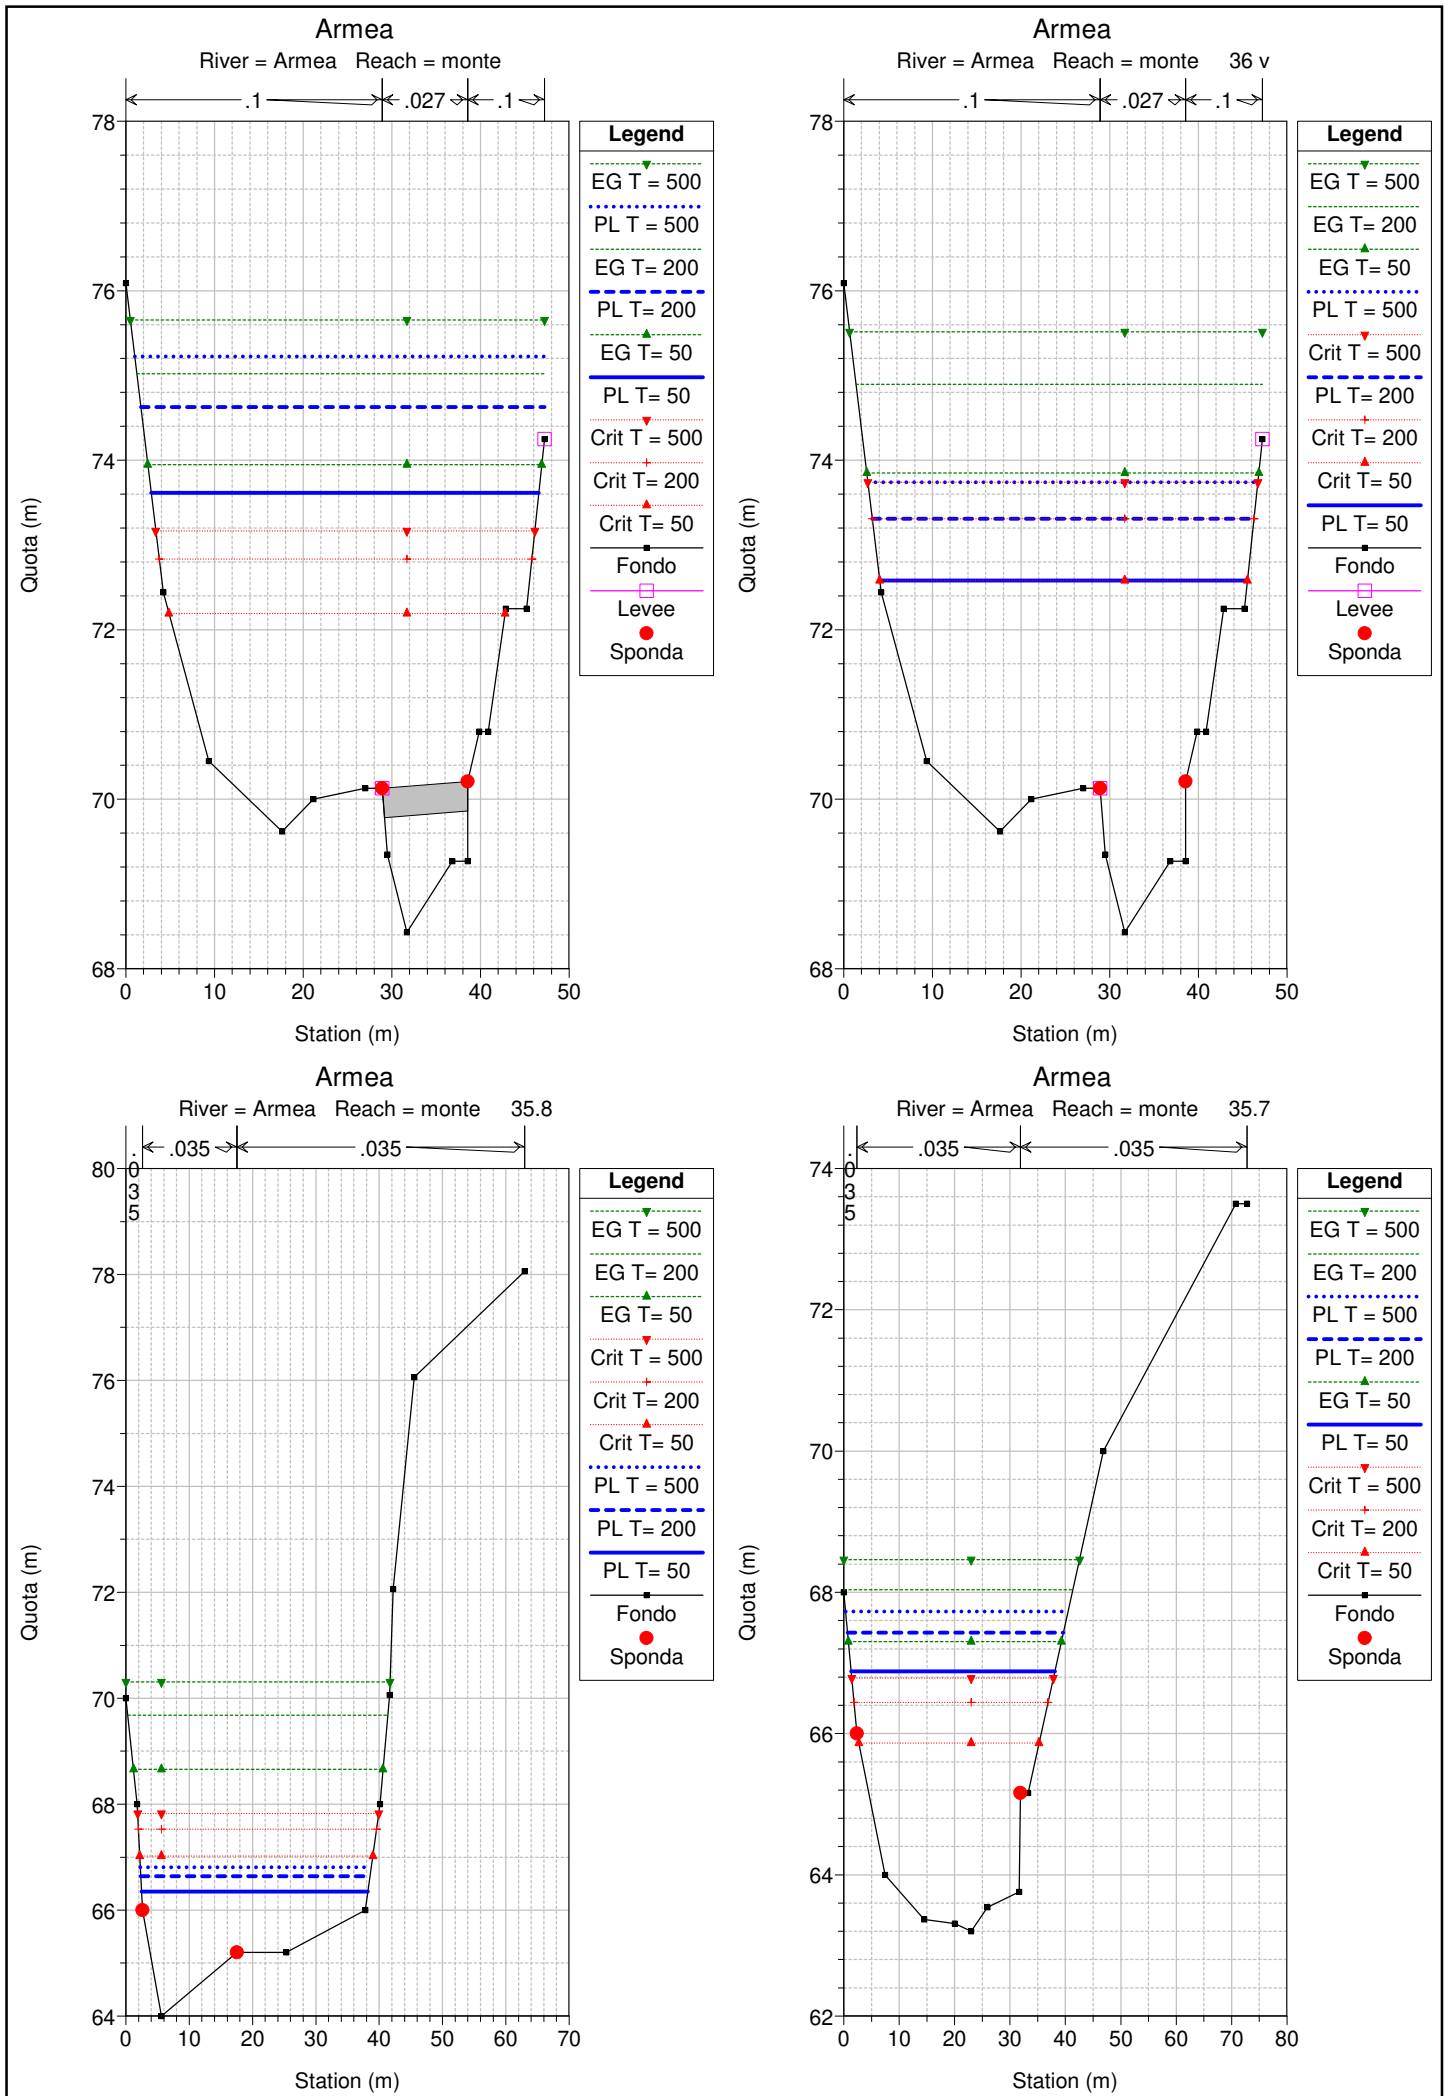 Armea
River = Armea Reach = monte
.1 .027 .1
Legend
EG T = 500
PL T = 500
EG T= 200
PL T= 200
EG T= 50
PL T= 50
Crit T = 500
Crit T= 200
Crit T= 50
Fondo
Levee
Sponda
78
76
74
72
70
68
Quota (m)
0 10 20 30 40 50
Station (m)
Armea
River = Armea Reach = monte 36 v
.1 .027 .1
Legend
EG T = 500
EG T= 200
EG T= 50
PL T = 500
Crit T = 500
PL T= 200
Crit T= 200
Crit T= 50
PL T= 50
Fondo
Levee
Sponda
78
76
74
72
70
68
Quota (m)
0 10 20 30 40 50
Station (m)
Armea
River = Armea Reach = monte 35.8
.035 .035 .035
Legend
EG T = 500
EG T= 200
EG T= 50
Crit T = 500
Crit T= 200
Crit T= 50
PL T = 500
PL T= 200
PL T= 50
Fondo
Sponda
80
78
76
74
72
70
68
66
64
Quota (m)
0 10 20 30 40 50 60 70
Station (m)
Armea
River = Armea Reach = monte 35.7
.035 .035 .035
Legend
EG T = 500
EG T= 200
PL T = 500
PL T= 200
EG T= 50
PL T= 50
Crit T = 500
Crit T= 200
Crit T= 50
Fondo
Sponda
74
72
70
68
66
64
62
Quota (m)
0 10 20 30 40 50 60 70 80
Station (m)